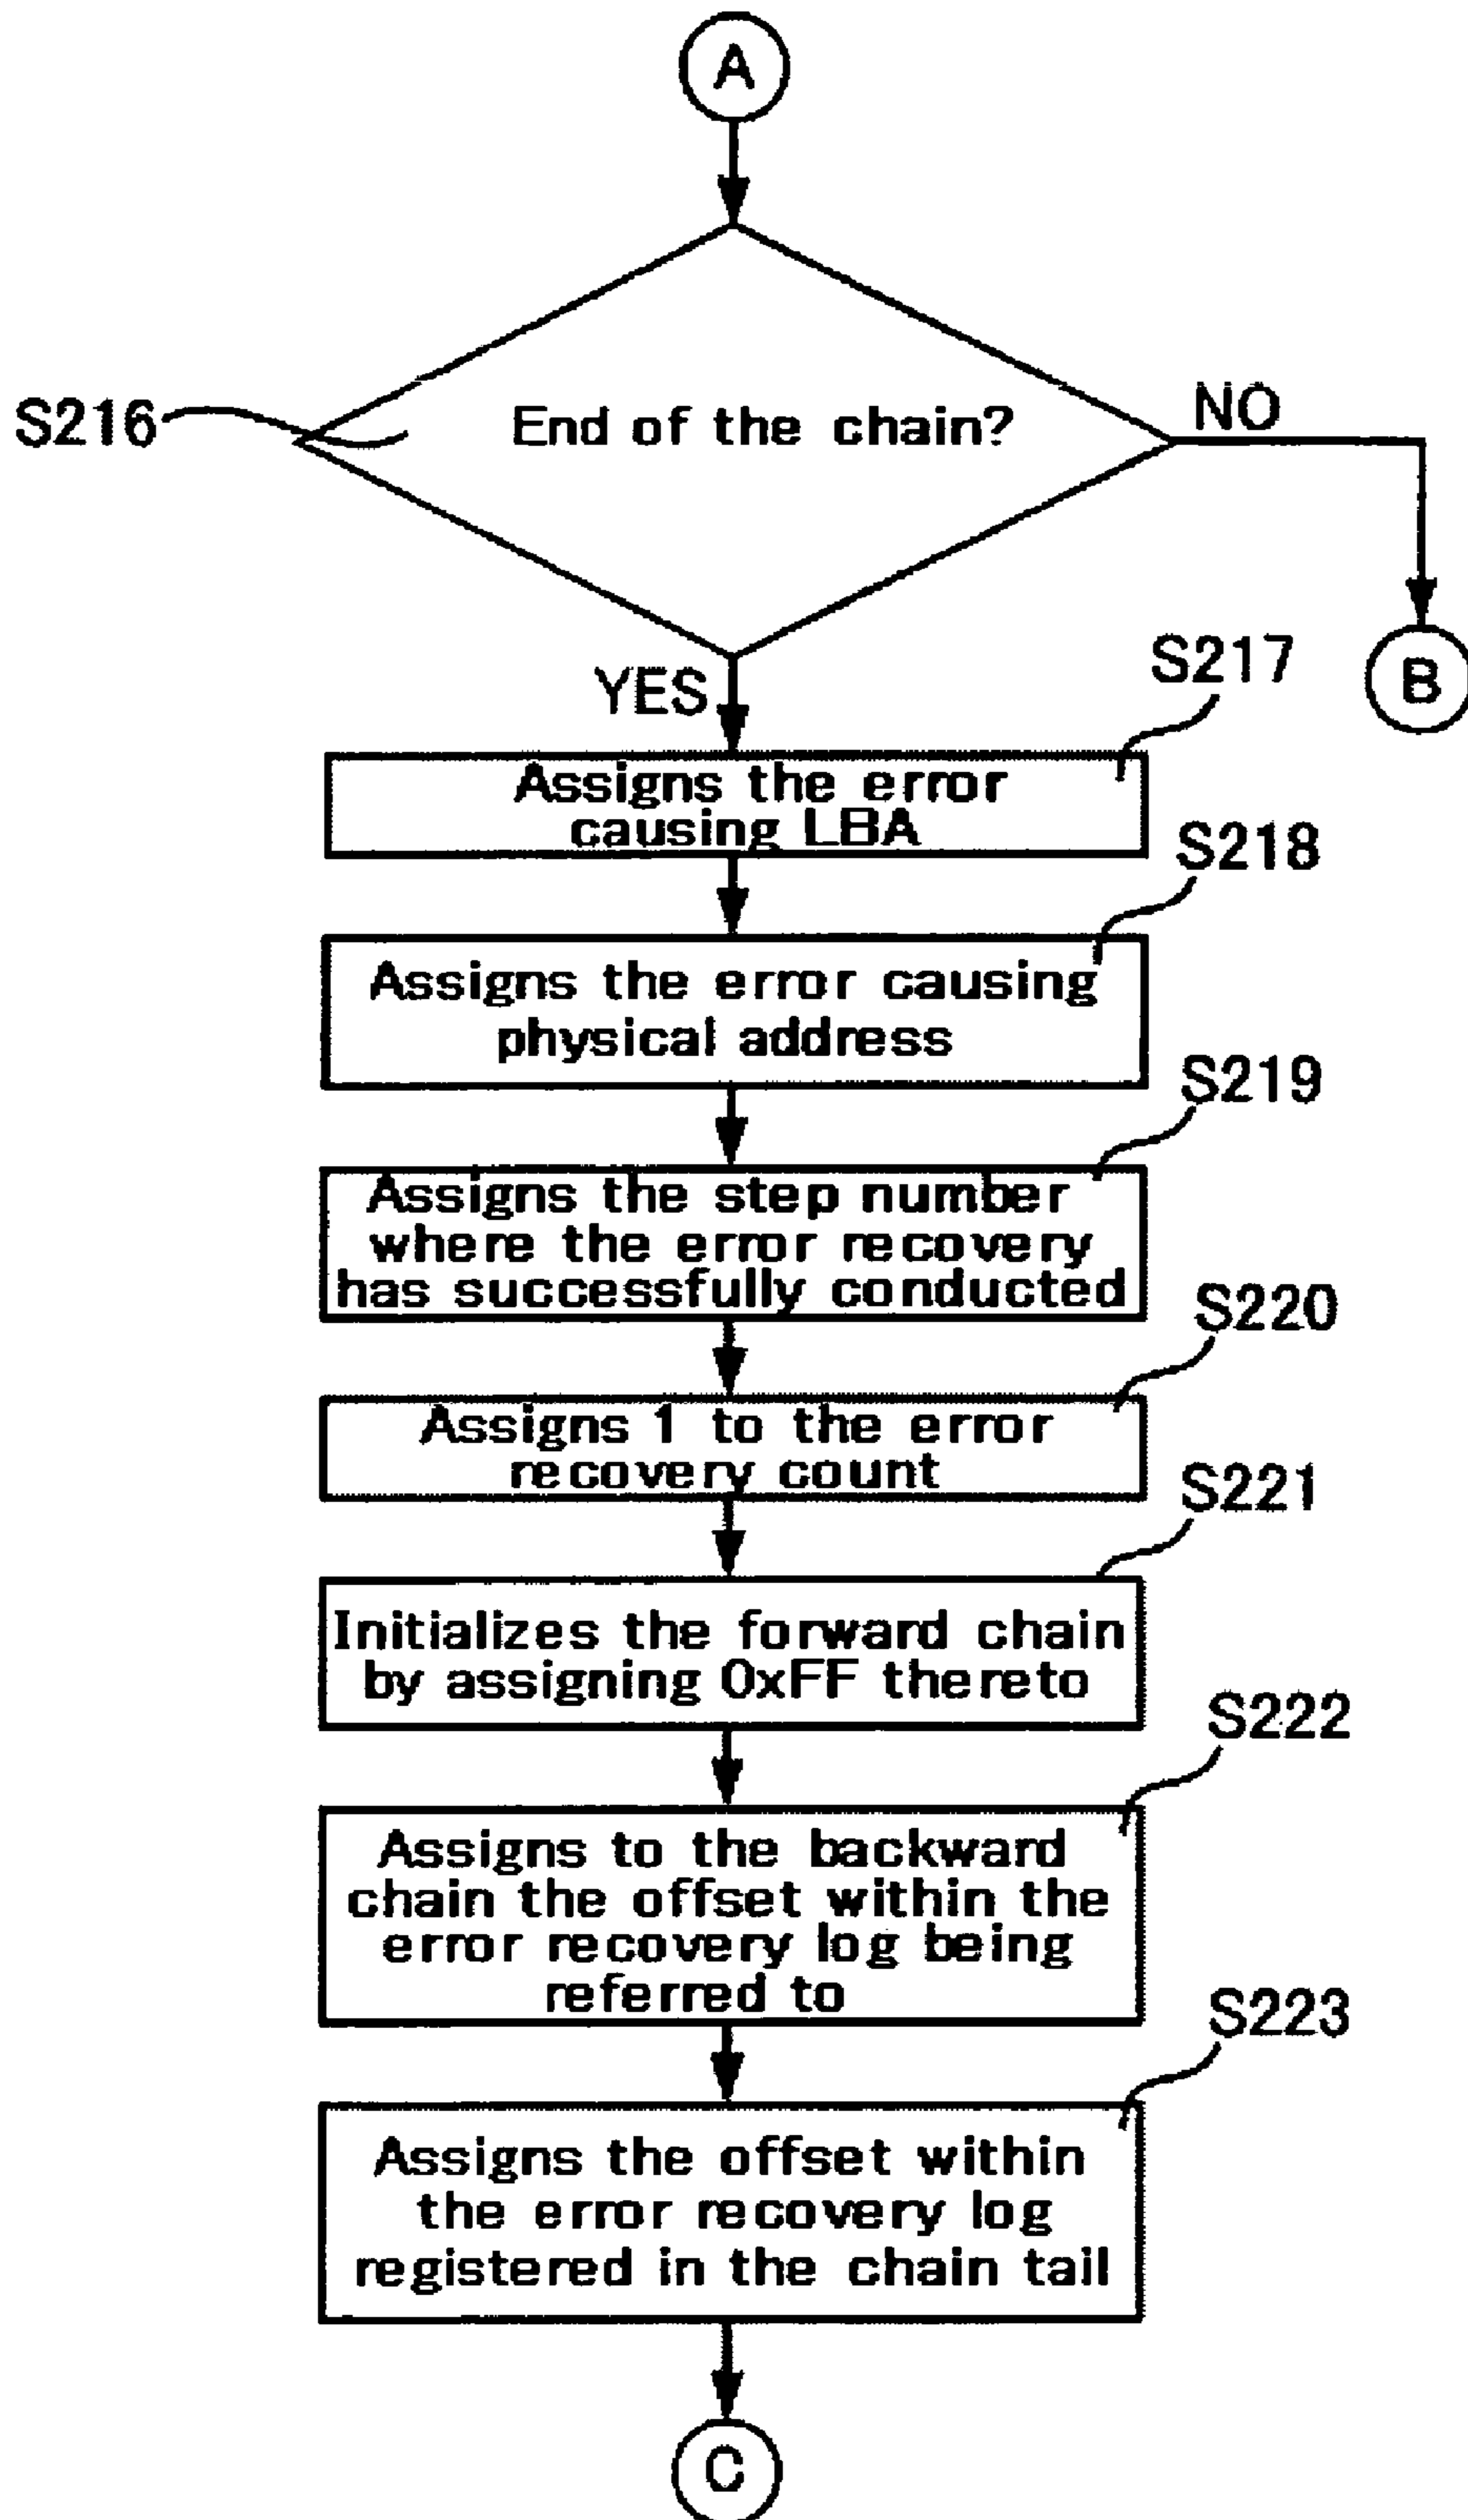 A
S216
End of the chain?
NO
B
YES
S217
Assigns the error
causing LBA
S218
Assigns the error causing
physical address
S219
Assigns the step number
where the error recovery
has successfully conducted
S220
Assigns 1 to the error
recovery count
S221
Initializes the forward chain
by assigning 0xFF thereto
S222
Assigns to the backward
chain the offset within the
error recovery log being
referred to
S223
Assigns the offset within
the error recovery log
registered in the chain tail
C